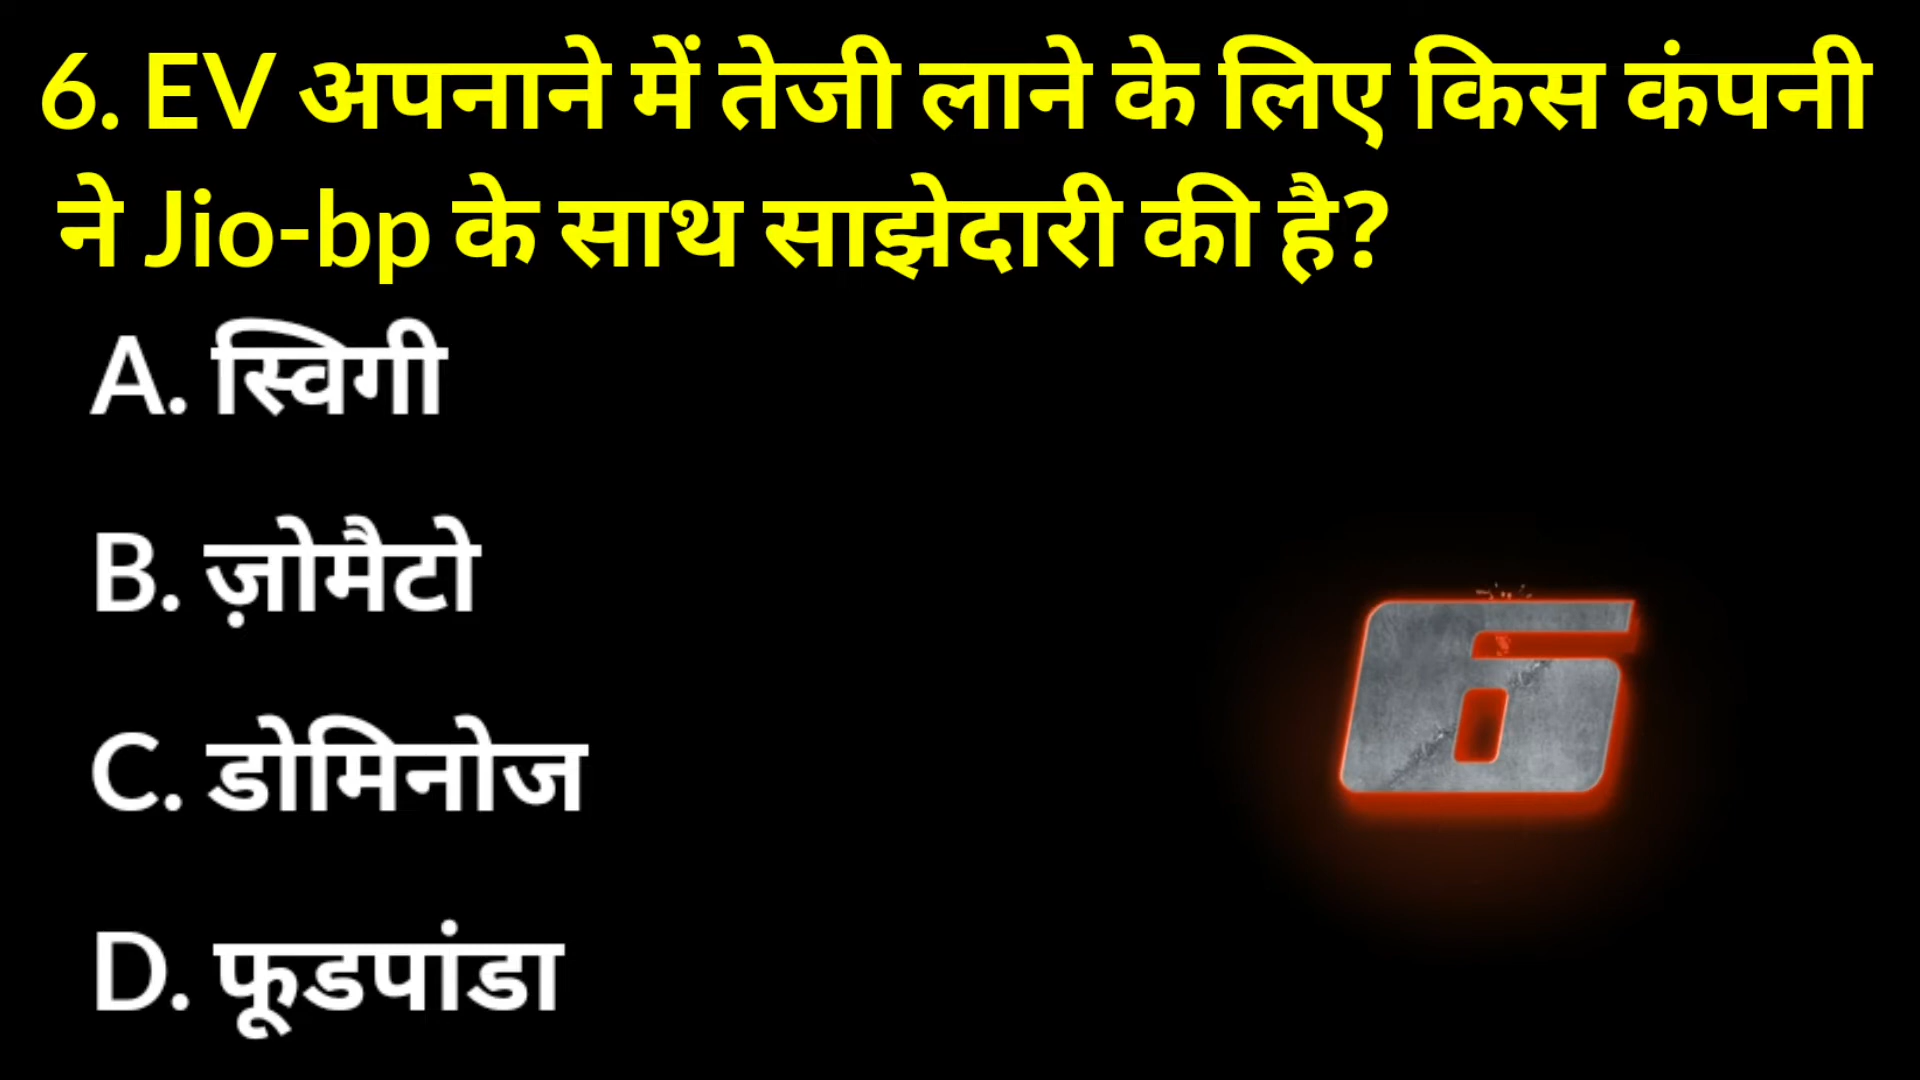 6. EV अपनाने में तेजी लाने के लिए किस कंपनी
ने Jio-bp के साथ साझेदारी की है?
A. स्विगी
B. ज़ोमैटो
C. डोमिनोज
D. फूडपांडा
6